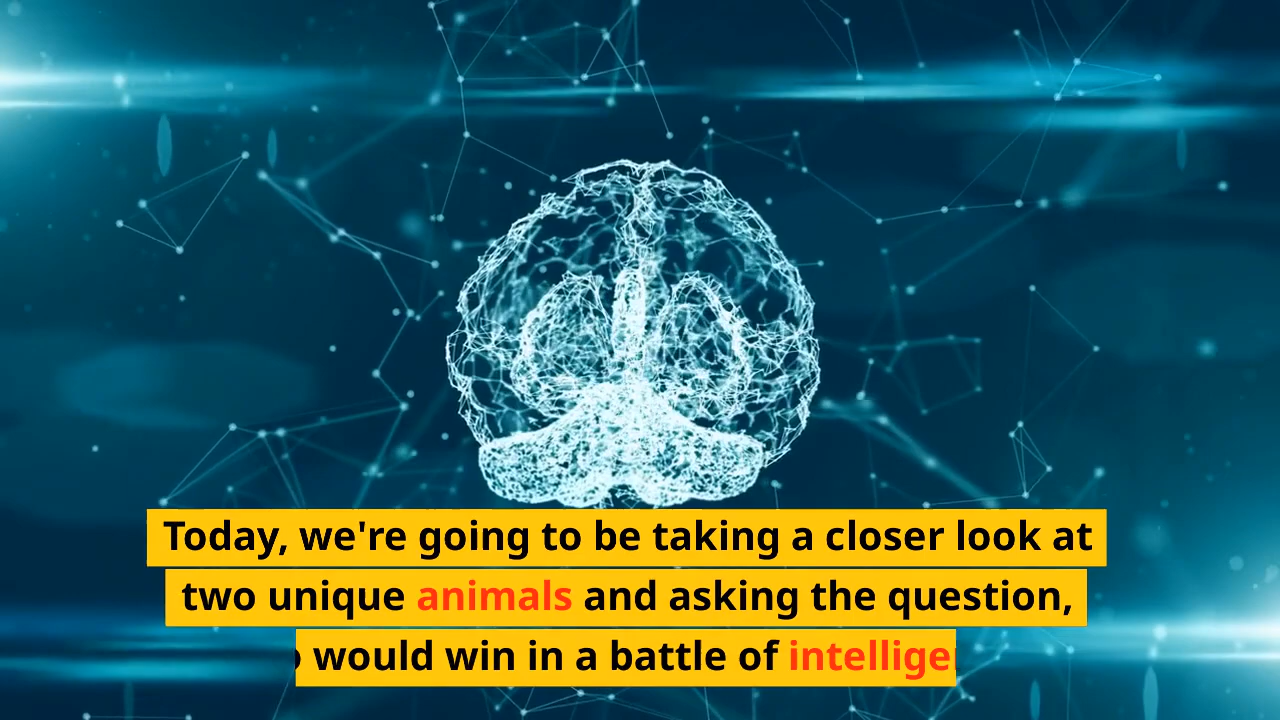 Today, we're going to be taking a closer look at
two unique animals and asking the question,
would win in a battle of